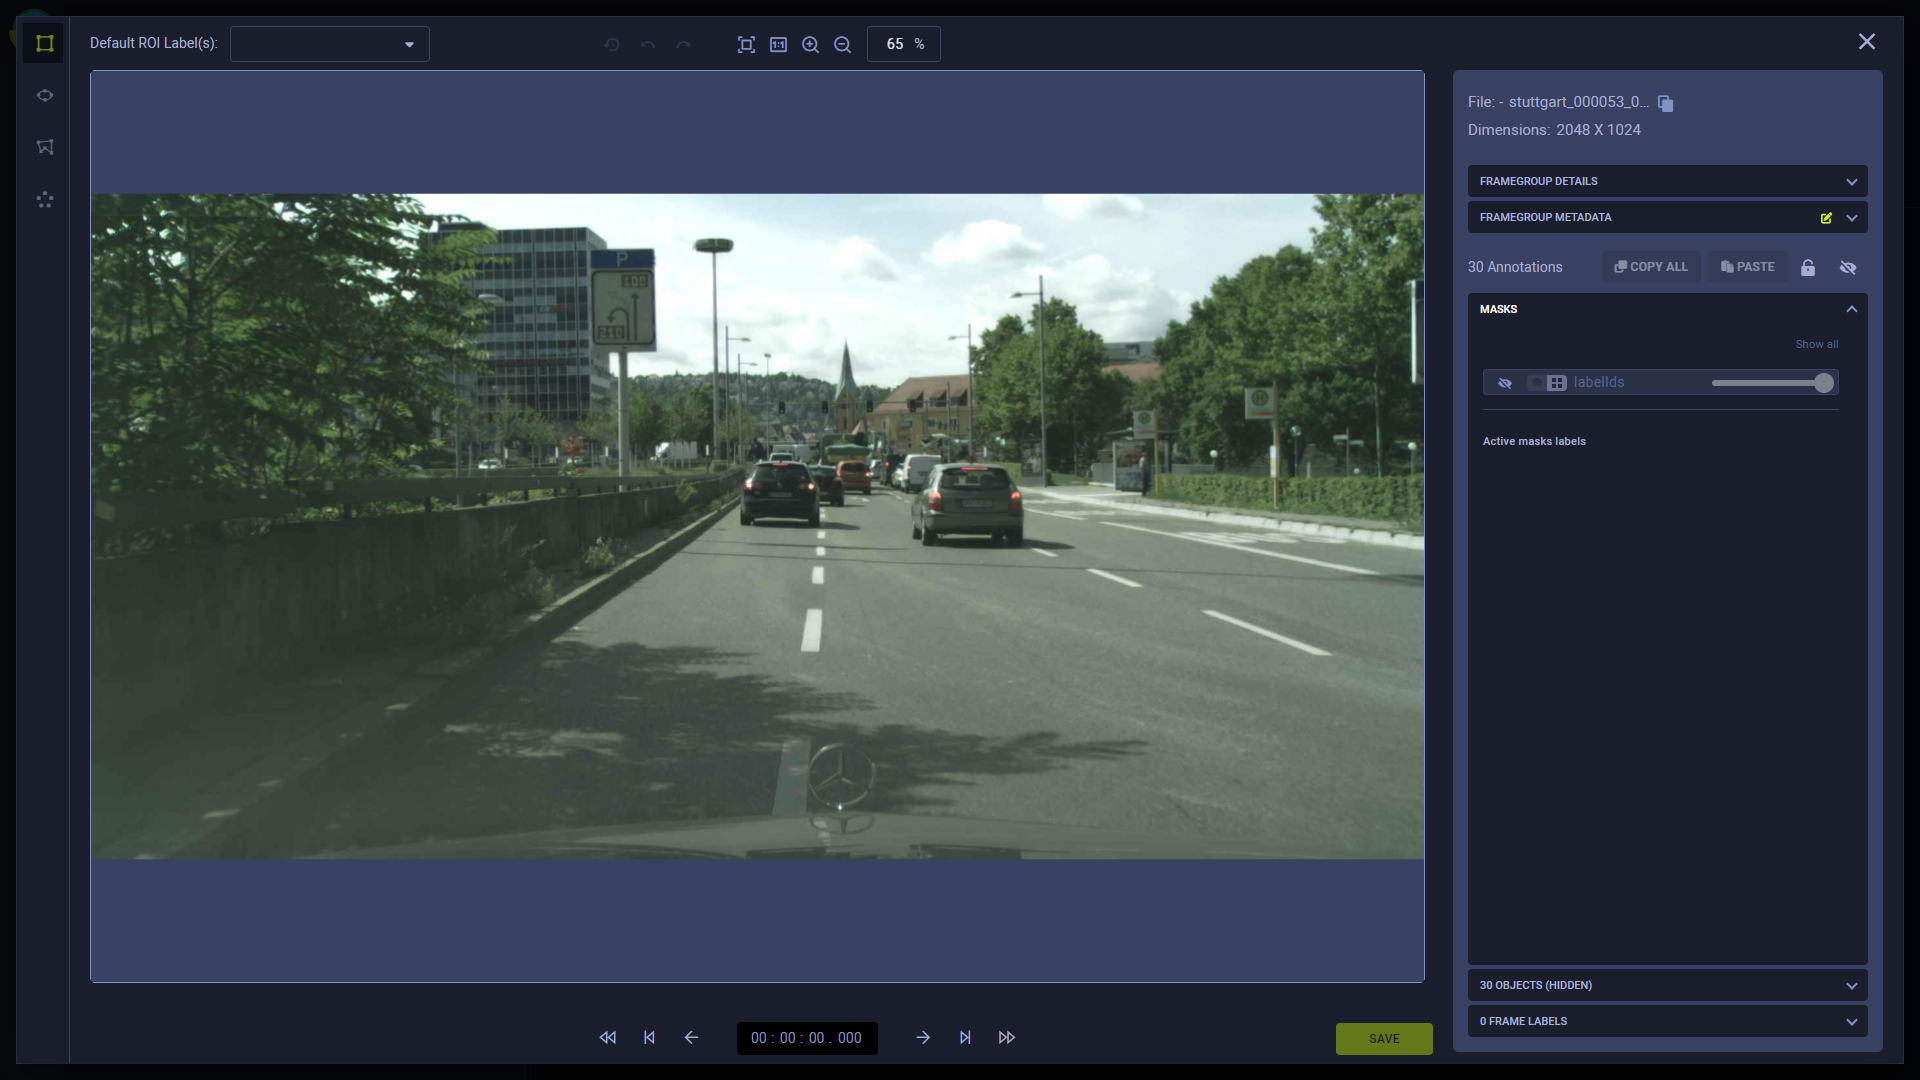 Default ROI Label(s):
1:1
65 %
File: - stuttgart_000053_0...
Dimensions: 2048 X 1024
FRAMEGROUP DETAILS
FRAMEGROUP METADATA
30 Annotations
COPY ALL
PASTE
MASKS
Show all
labelIds
Active masks labels
P
100
210
H
H
30 OBJECTS (HIDDEN)
0 FRAME LABELS
00 : 00 : 00 . 000
SAVE